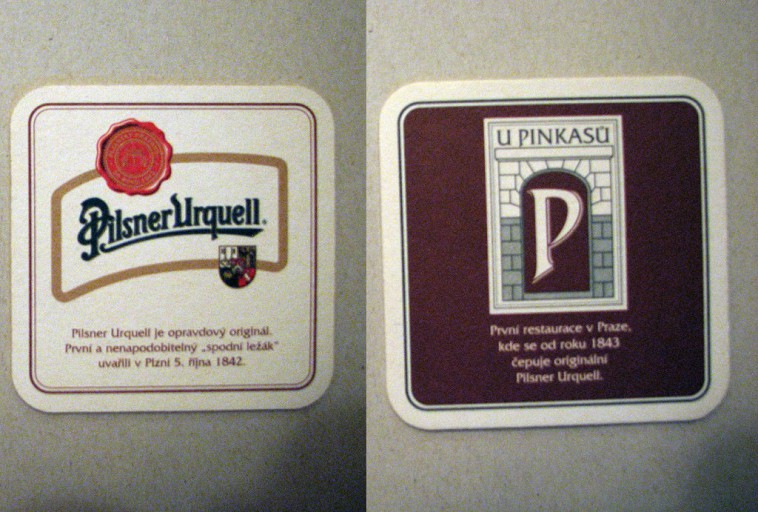 Pilsner Urquell®
Pilsner Urquell je opravdový originál.
První a nenapodobitelný „spodní ležák"
uvařili v Plzni 5. října 1842.
U PINKASŮ
P
První restaurace v Praze,
kde se od roku 1843
čepuje originální
Pilsner Urquell.